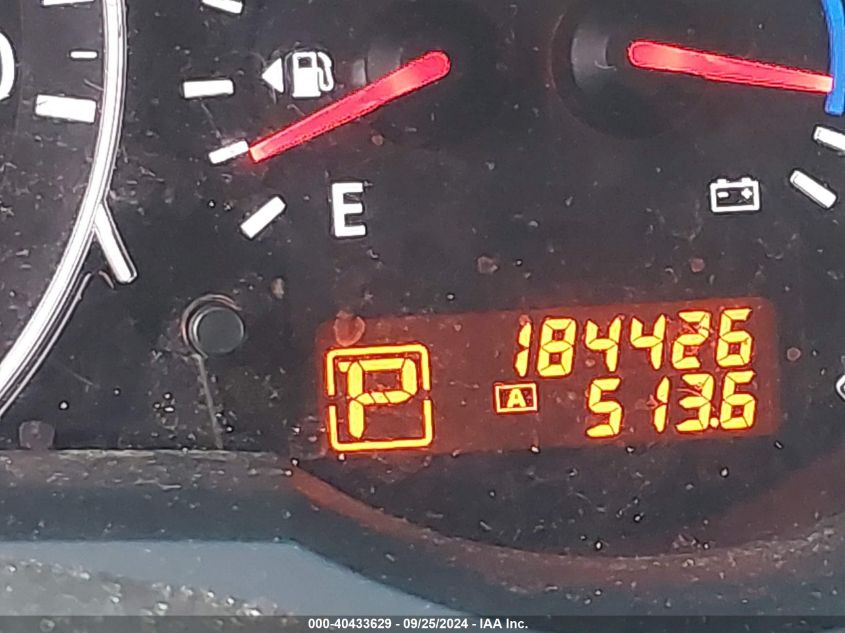 E
184426
P
A 513.6
000-40433629 - 09/25/2024 - IAA Inc.